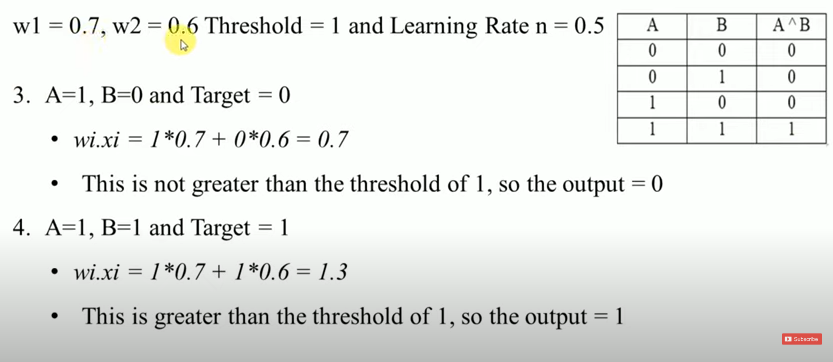 w1 = 0.7, w2 = 0.6 Threshold = 1 and Learning Rate n = 0.5
A B A^B
0 0 0
0 1 0
1 0 0
1 1 1
3. A=1, B=0 and Target = 0
• wi.xi = 1*0.7 + 0*0.6 = 0.7
• This is not greater than the threshold of 1, so the output = 0
4. A=1, B=1 and Target = 1
• wi.xi = 1*0.7 + 1*0.6 = 1.3
• This is greater than the threshold of 1, so the output = 1
Subscribe